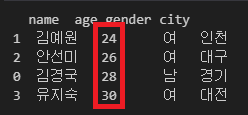 name age gender city
1 김예원 24 여 인천
2 안선미 26 여 대구
0 김경국 28 남 경기
3 유지숙 30 여 대전